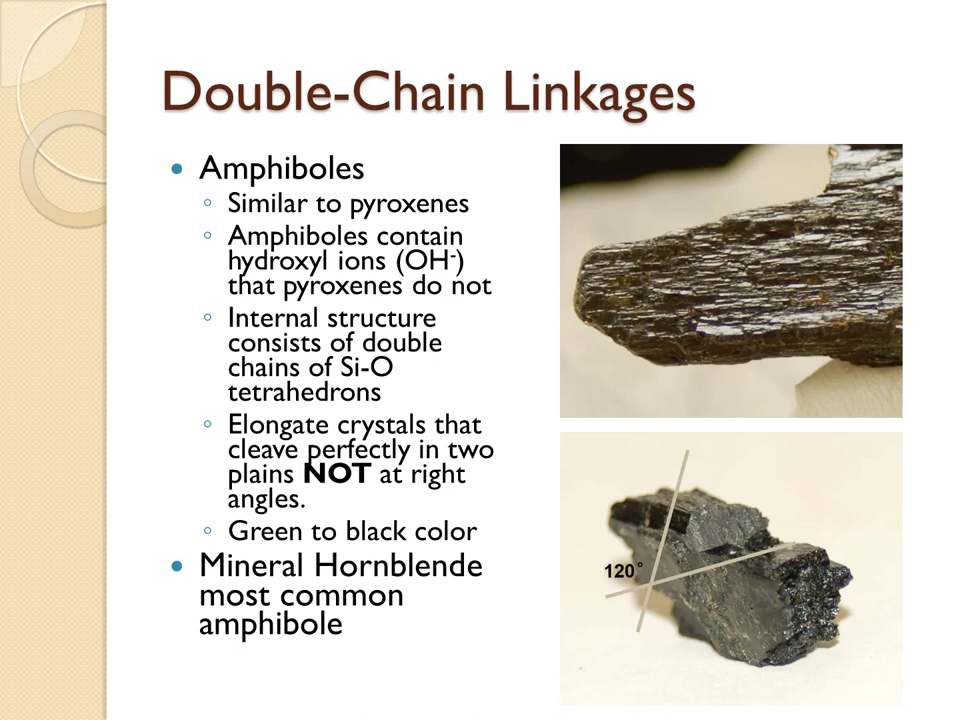 Double-Chain Linkages
• Amphiboles
◦ Similar to pyroxenes
◦ Amphiboles contain
hydroxyl ions (OH-)
that pyroxenes do not
◦ Internal structure
consists of double
chains of Si-O
tetrahedrons
◦ Elongate crystals that
cleave perfectly in two
plains NOT at right
angles.
◦ Green to black color
• Mineral Hornblende
most common
amphibole
120°